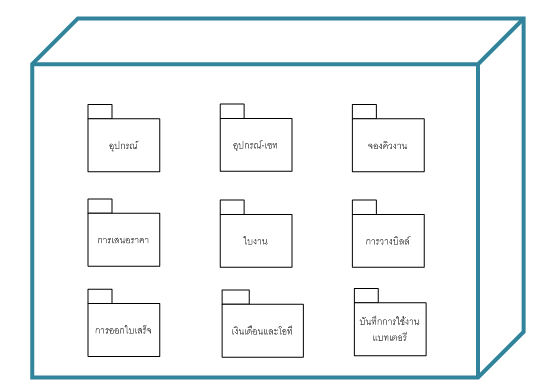 อุปกรณ์
อุปกรณ์-เซท
จองคิวงาน
การเสนอราคา
ใบงาน
การวางบิลล์
การออกใบเสร็จ
เงินเดือนและโอที
บันทึกการใช้งาน
แบทเตอรี่